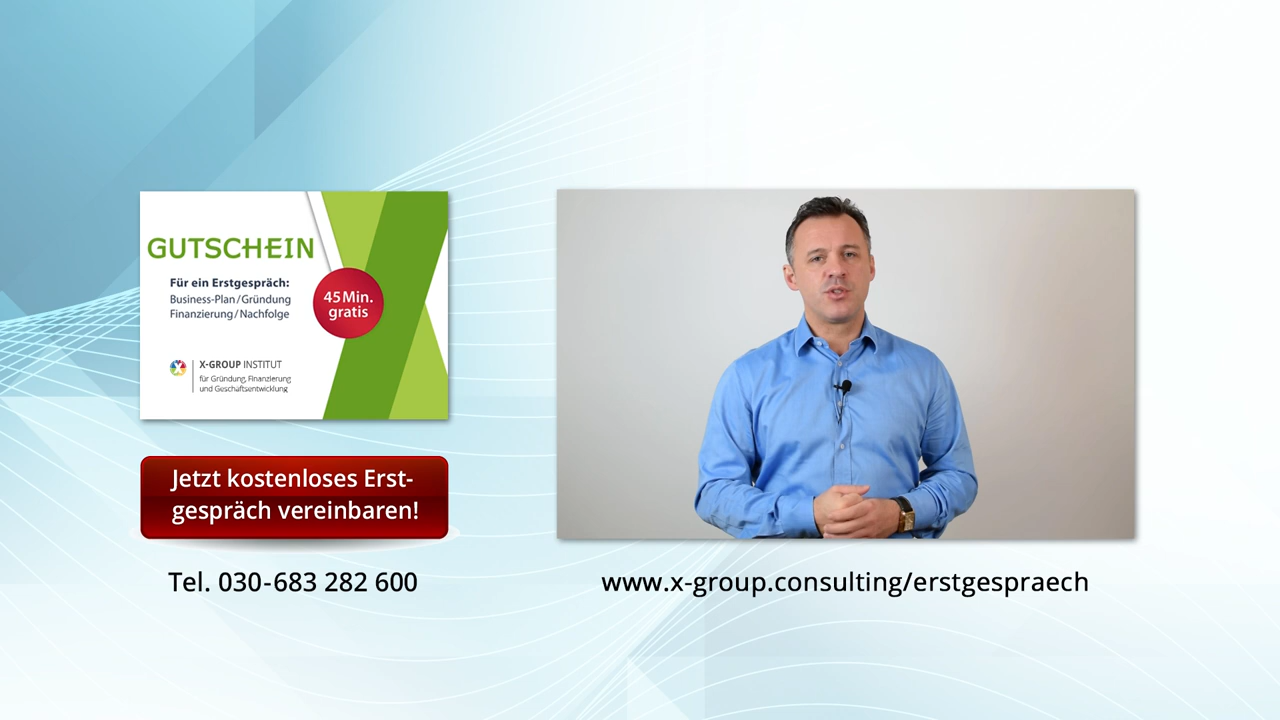 GUTSCHEIN
Für ein Erstgespräch:
Business-Plan/Gründung
Finanzierung/Nachfolge
45 Min.
gratis
X-GROUP INSTITUT
für Gründung, Finanzierung
und Geschäftsentwicklung
Jetzt kostenloses Erst-
gespräch vereinbaren!
Tel. 030-683 282 600
www.x-group.consulting/erstgespraech